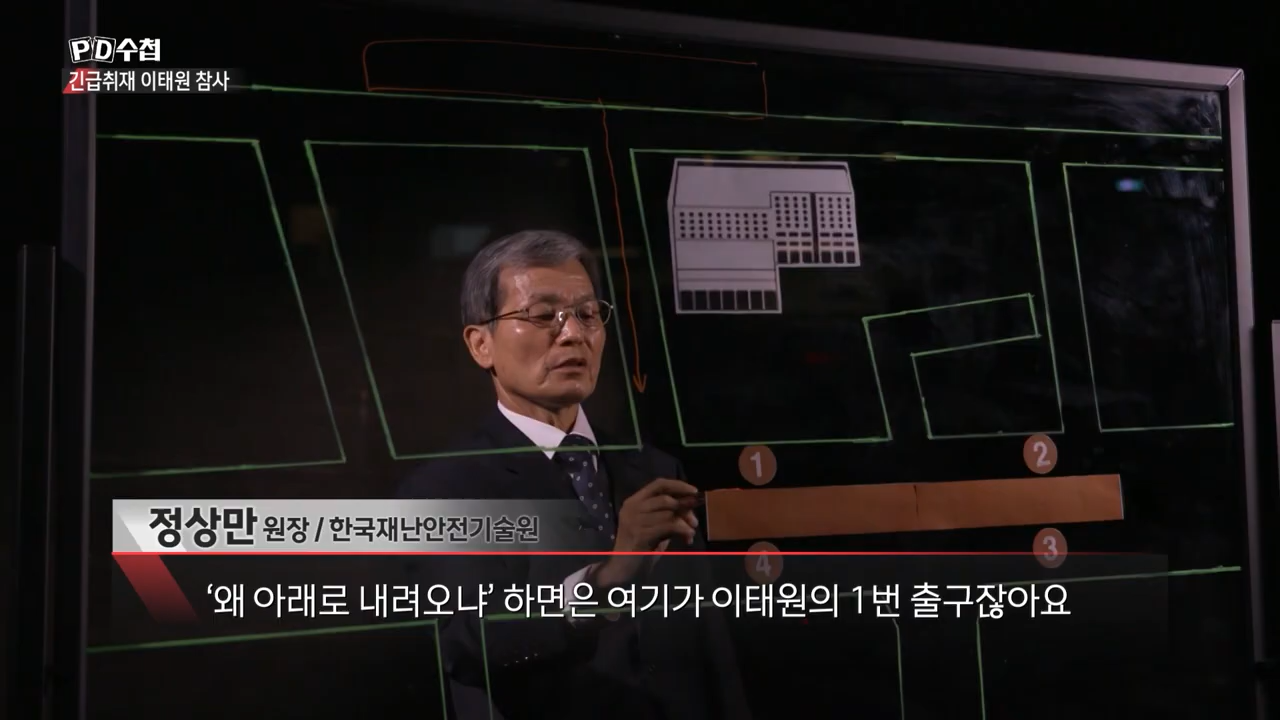 PD수첩
긴급취재 이태원 참사
1
2
3
4
정상만 원장 / 한국재난안전기술원
‘왜 아래로 내려오냐’ 하면은 여기가 이태원의 1번 출구잖아요